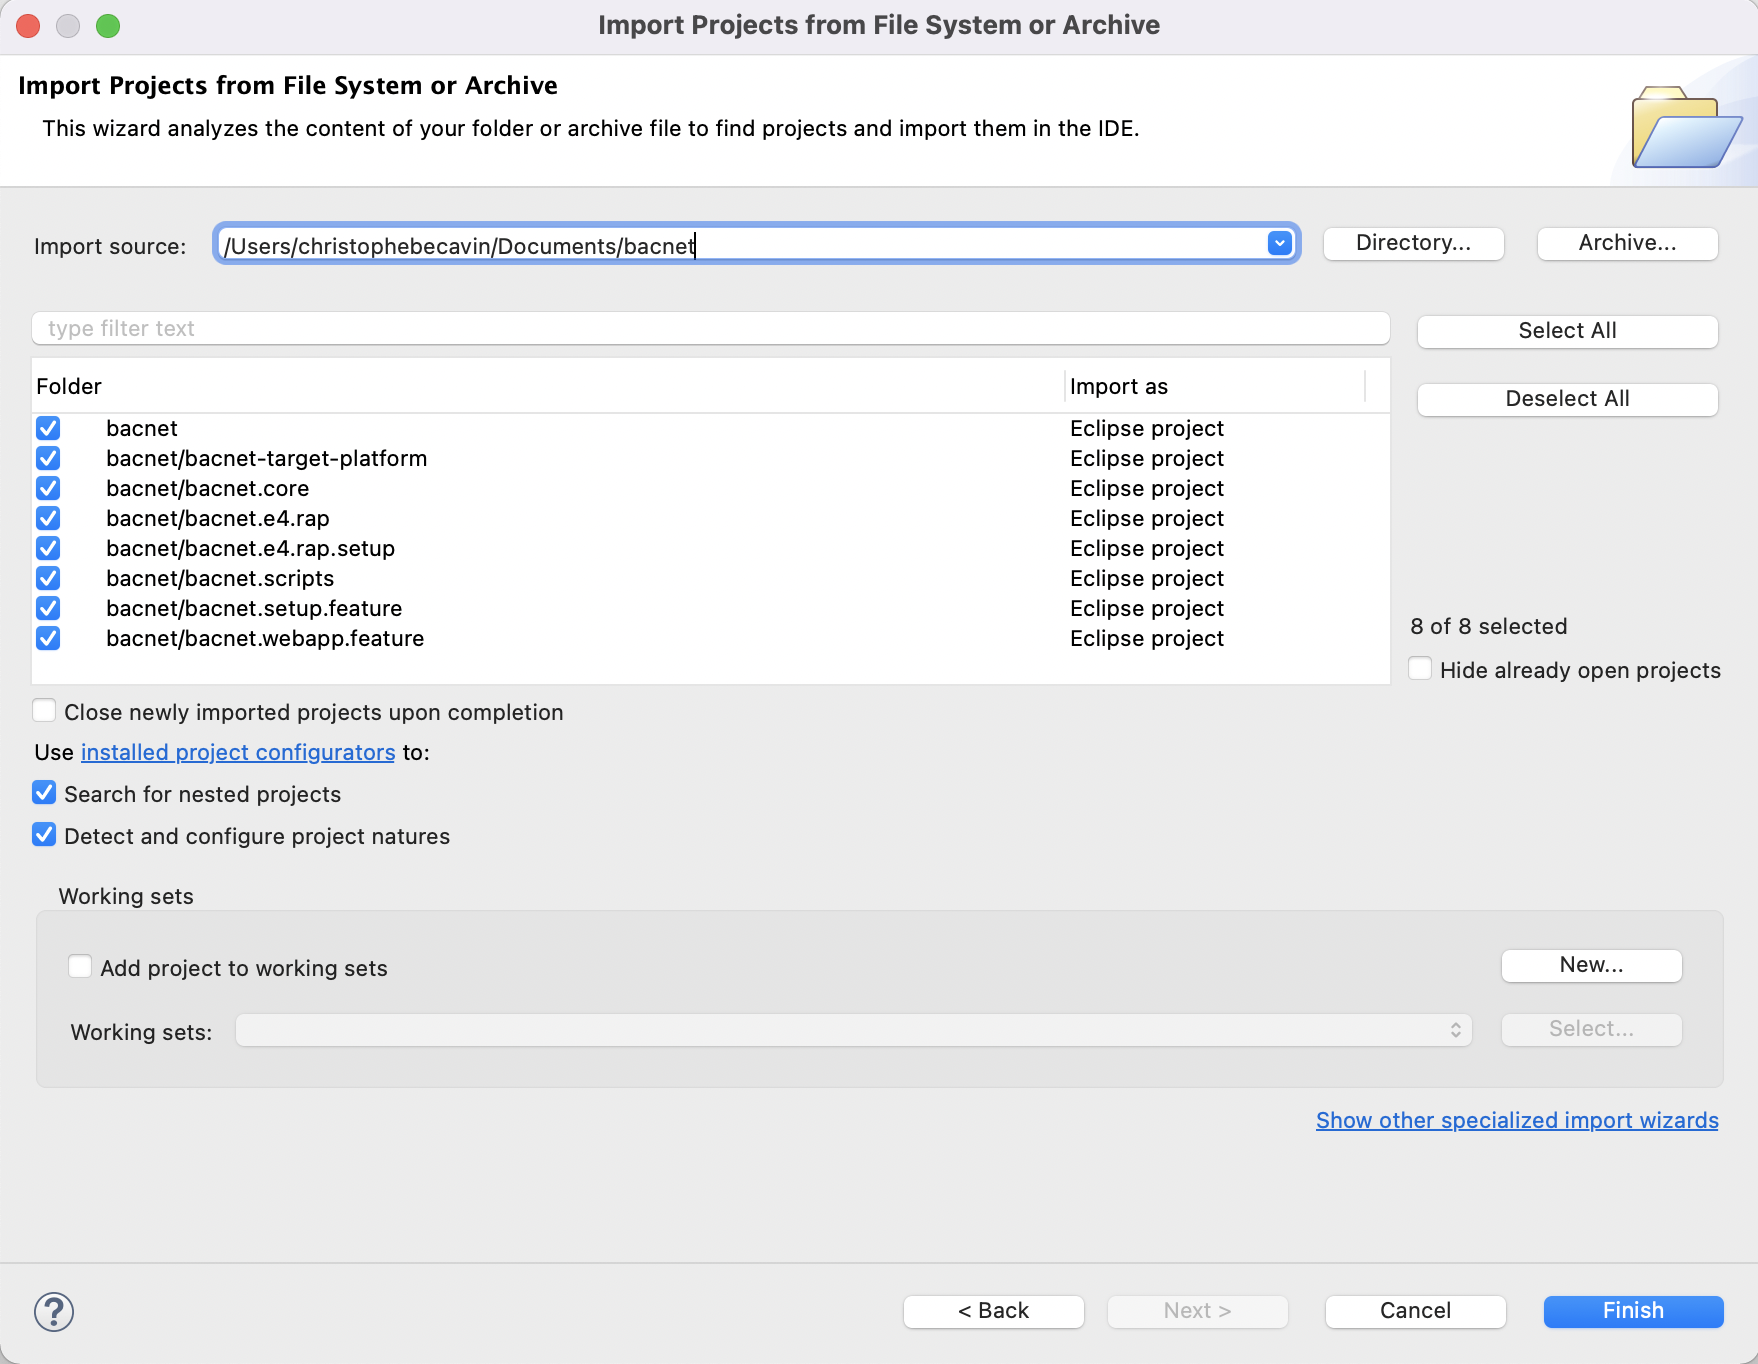 Import Projects from File System or Archive
Import Projects from File System or Archive
This wizard analyzes the content of your folder or archive file to find projects and import them in the IDE.
Import source: /Users/christophebecavin/Documents/bacnet Directory... Archive...
type filter text Select All
Folder Import as Deselect All
bacnet Eclipse project
bacnet/bacnet-target-platform Eclipse project
bacnet/bacnet.core Eclipse project
bacnet/bacnet.e4.rap Eclipse project
bacnet/bacnet.e4.rap.setup Eclipse project
bacnet/bacnet.scripts Eclipse project
bacnet/bacnet.setup.feature Eclipse project
bacnet/bacnet.webapp.feature Eclipse project
8 of 8 selected
Hide already open projects
Close newly imported projects upon completion
Use installed project configurators to:
Search for nested projects
Detect and configure project natures
Working sets
Add project to working sets New...
Working sets: Select...
Show other specialized import wizards
? < Back Next > Cancel Finish